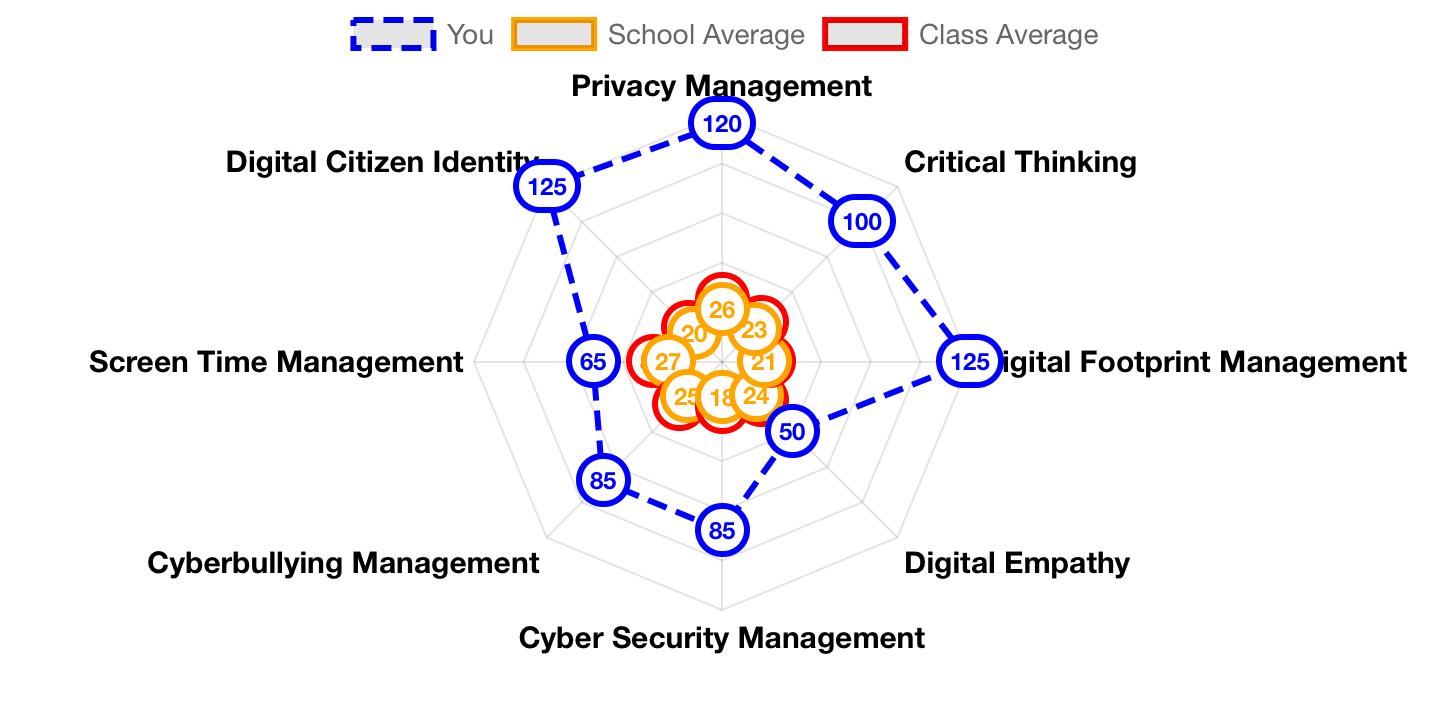 You School Average Class Average
Privacy Management
120
Digital Citizen Identity
Critical Thinking
125
100
26
20
23
Screen Time Management
65
27
21
125
igital Footprint Management
25
18
24
50
85
85
Cyberbullying Management
Digital Empathy
Cyber Security Management